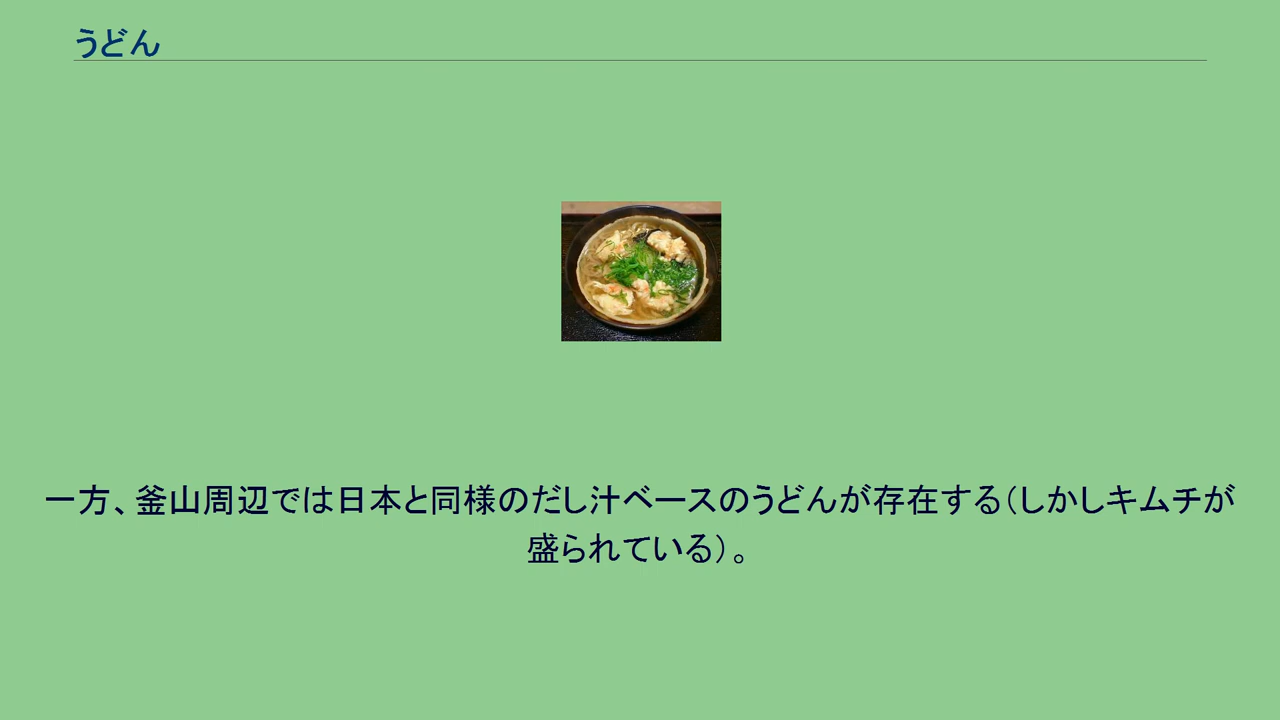 うどん
一方、釜山周辺では日本と同様のだし汁ベースのうどんが存在する(しかしキムチが
盛られている)。